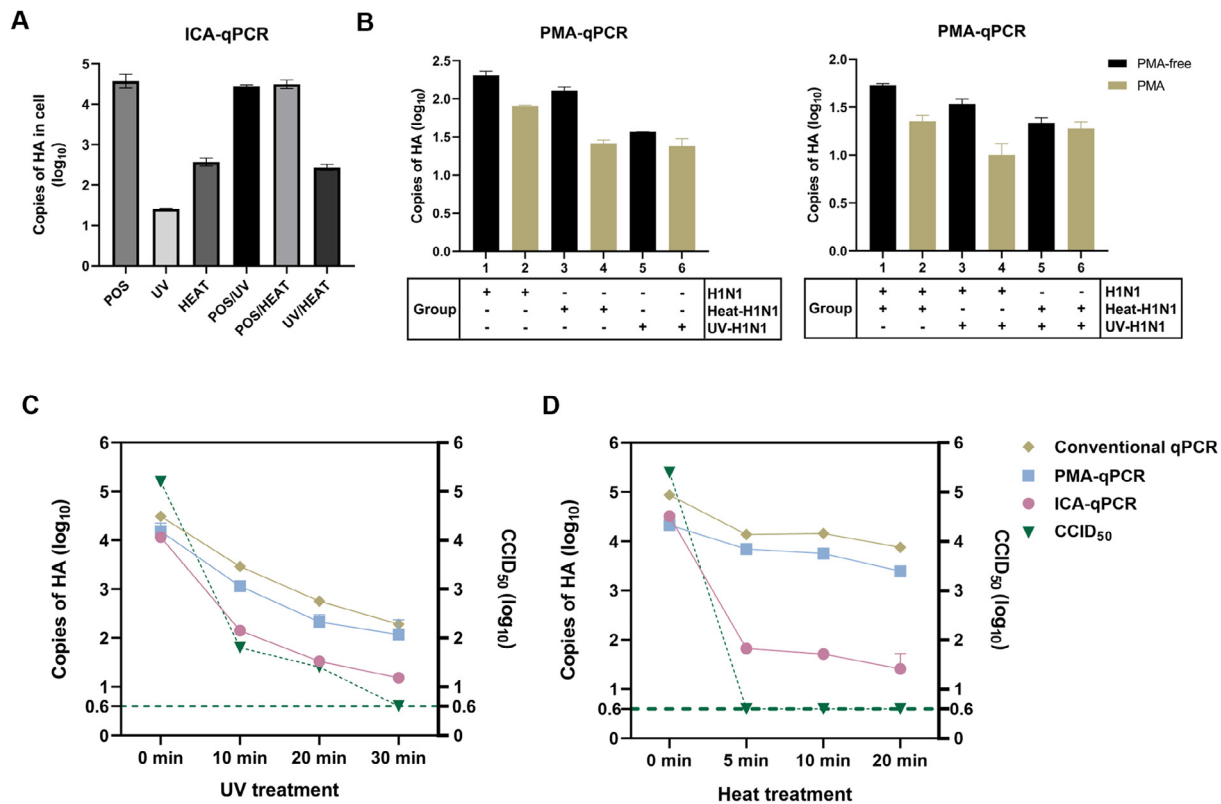 A
ICA-qPCR
Copies of HA in cell
(log10)
5
4
3
2
1
0
POS
UV
HEAT
POS/UV
POS/HEAT
UV/HEAT
B
PMA-qPCR
Copies of HA (log10)
2.5
2.0
1.5
1.0
0.5
0.0
1 2 3 4 5 6
Group
+ + - - - - H1N1
- - + + - - Heat-H1N1
- - - - + + UV-H1N1
PMA-qPCR
PMA-free
PMA
Copies of HA (log10)
2.0
1.5
1.0
0.5
0.0
1 2 3 4 5 6
Group
+ + + + - - H1N1
+ + - - + + Heat-H1N1
- - + + + + UV-H1N1
C
Copies of HA (log10)
6
5
4
3
2
1
0.6
0
6
5
4
3
2
1
0.6
0
CCID50 (log10)
0 min 10 min 20 min 30 min
UV treatment
D
Copies of HA (log10)
6
5
4
3
2
1
0.6
0
6
5
4
3
2
1
0.6
0
CCID50 (log10)
0 min 5 min 10 min 20 min
Heat treatment
Conventional qPCR
PMA-qPCR
ICA-qPCR
CCID50